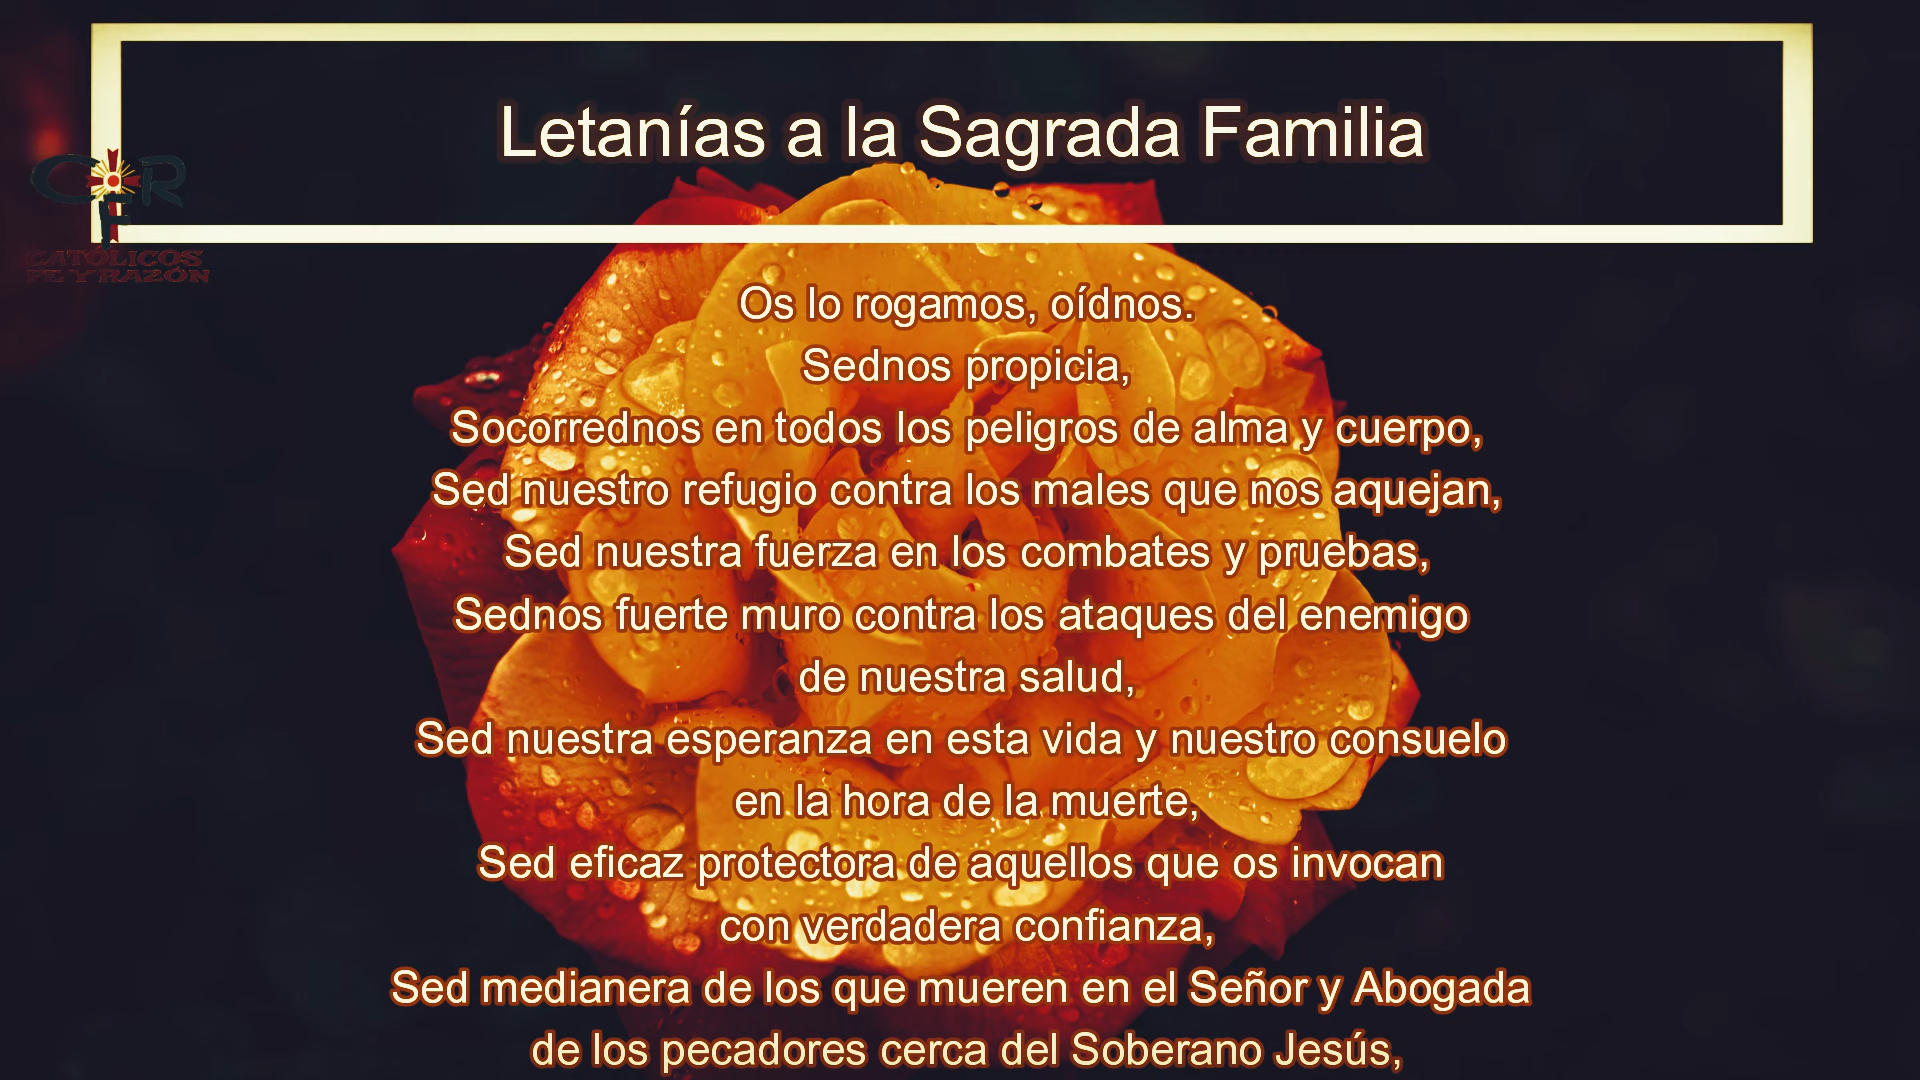 Letanías a la Sagrada Familia
CFR
CATÓLICOS
FE Y RAZÓN
Os lo rogamos, oídnos.
Sednos propicia,
Socorrednos en todos los peligros de alma y cuerpo,
Sed nuestro refugio contra los males que nos aquejan,
Sed nuestra fuerza en los combates y pruebas,
Sednos fuerte muro contra los ataques del enemigo
de nuestra salud,
Sed nuestra esperanza en esta vida y nuestro consuelo
en la hora de la muerte,
Sed eficaz protectora de aquellos que os invocan
con verdadera confianza,
Sed medianera de los que mueren en el Señor y Abogada
de los pecadores cerca del Soberano Jesús,